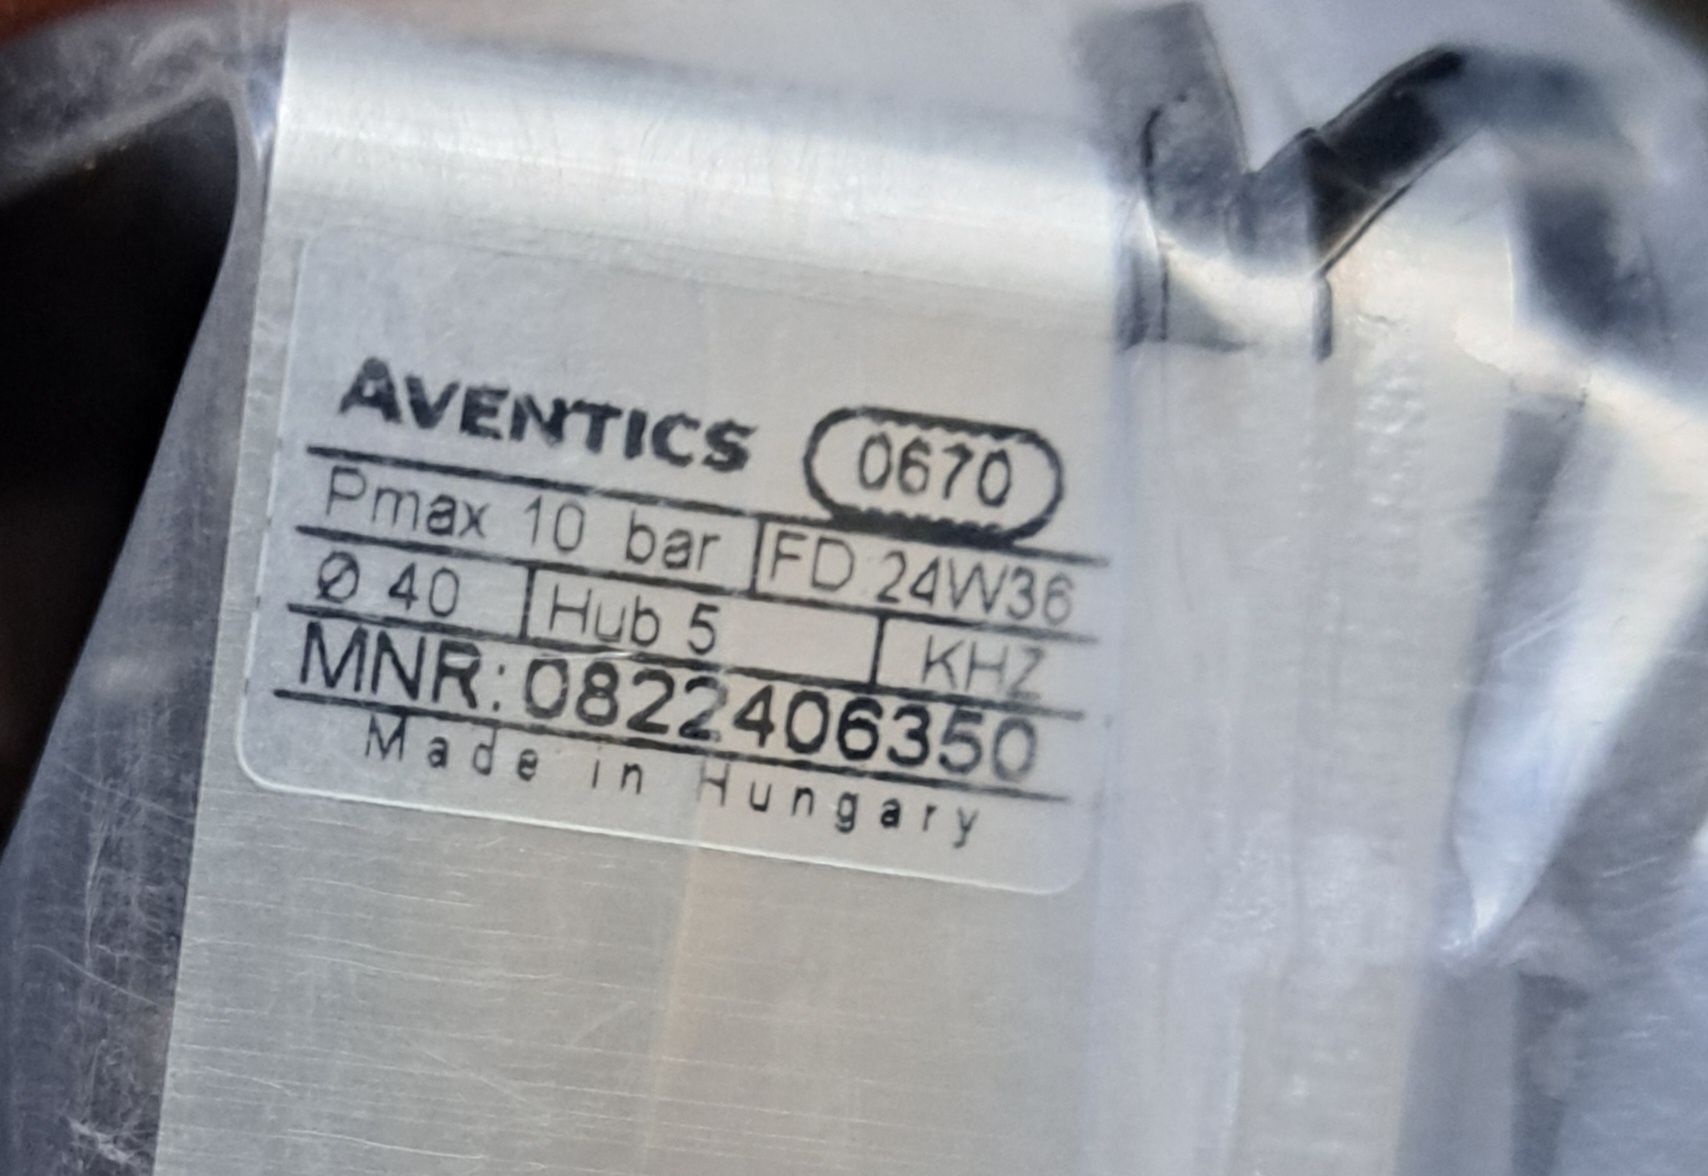 AVENTICS 0670
Pmax 10 bar FD 24W36
Ø 40 Hub 5 KHZ
MNR: 0822406350
Made in Hungary